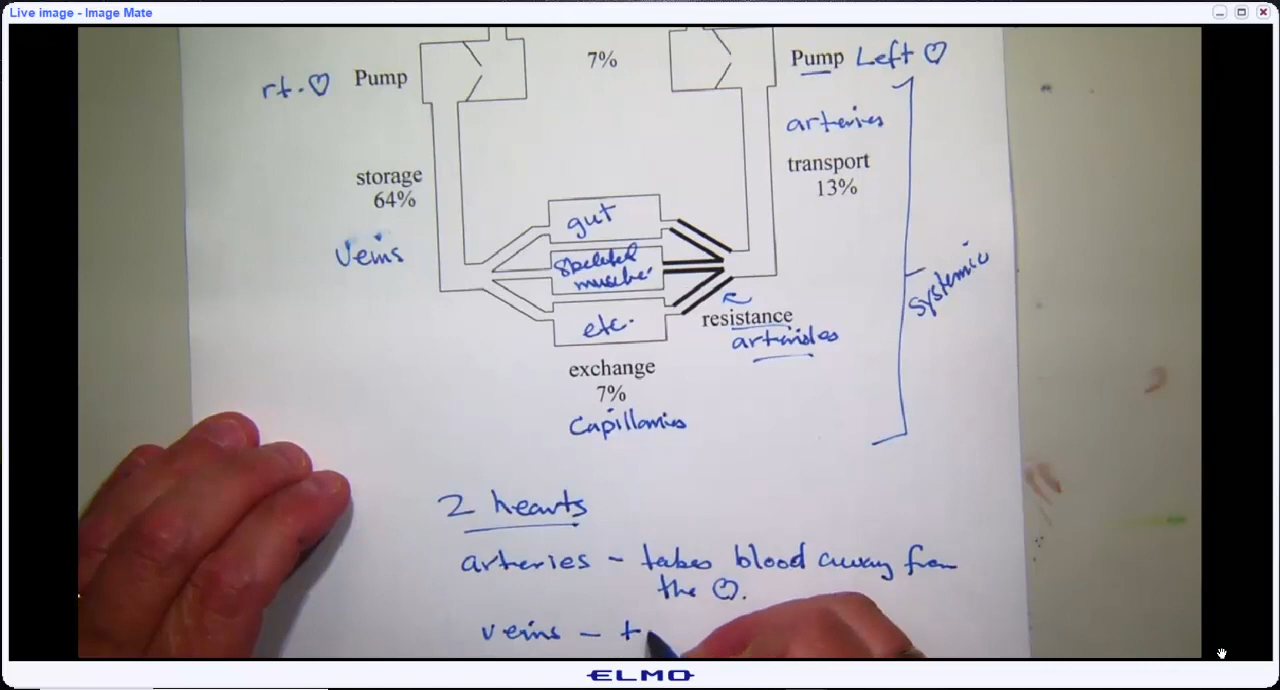 Live image - Image Mate
7%
Pump Left ♡
rt. ♡ Pump
arteries
transport
13%
storage
64%
Veins
gut
skeletal
muscle
etc.
systemic
resistance
arterioles
exchange
7%
Capillaries
2 hearts
arteries – takes blood away from
the ♡.
veins – t
ELMO